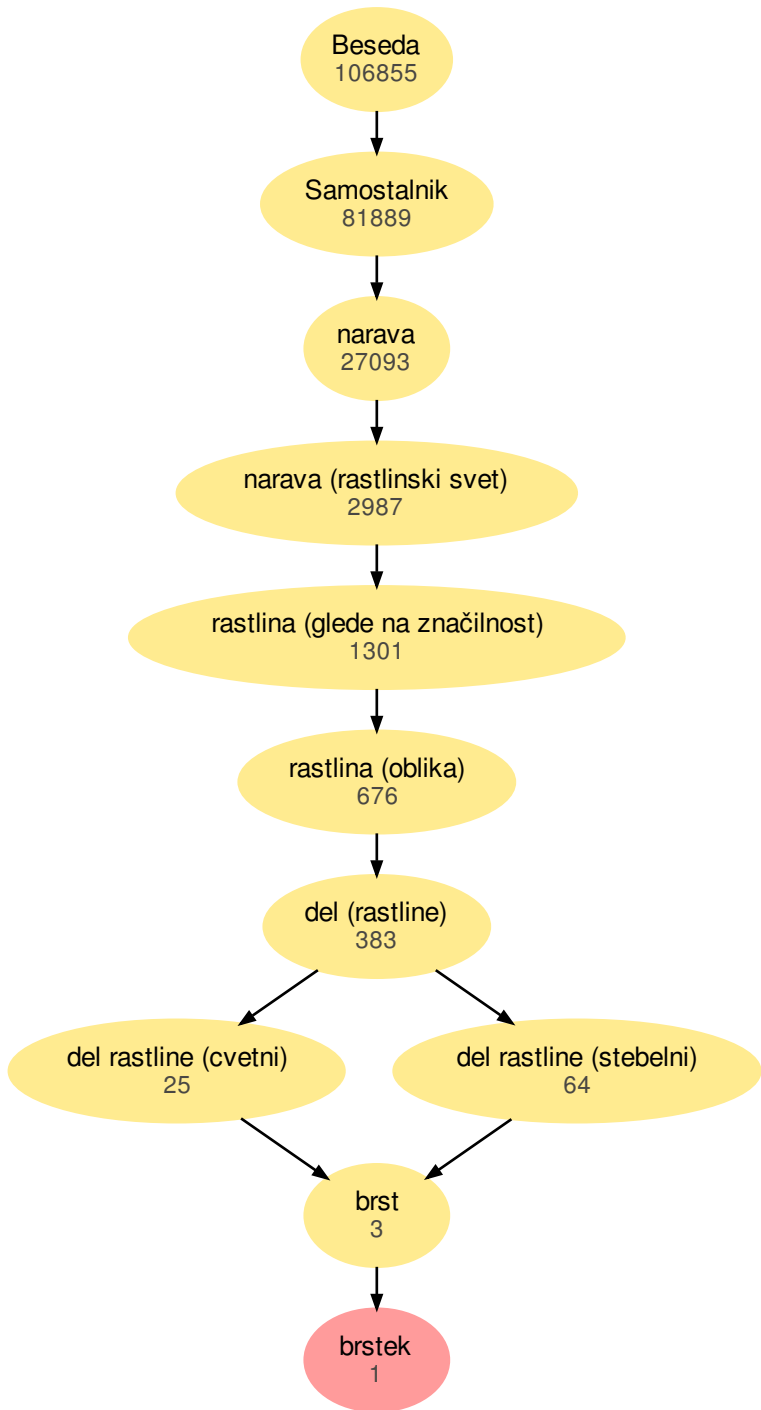 Beseda
106855
Samostalnik
81889
narava
27093
narava (rastlinski svet)
2987
rastlina (glede na značilnost)
1301
rastlina (oblika)
676
del (rastline)
383
del rastline (cvetni)
25
del rastline (stebelni)
64
brst
3
brstek
1